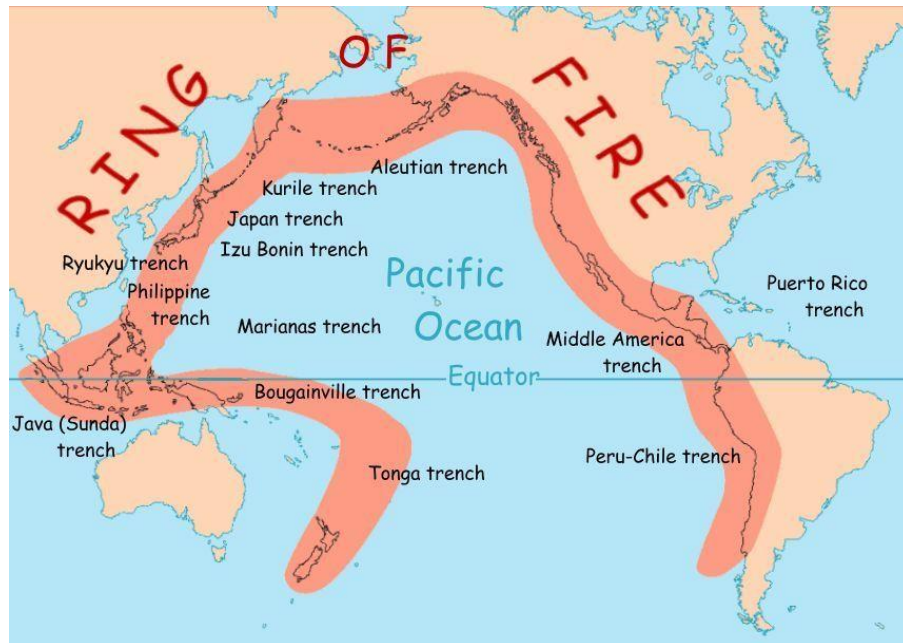 RING OF FIRE
Aleutian trench
Kurile trench
Japan trench
Izu Bonin trench
Ryukyu trench
Philippine
trench
Marianas trench
Pacific
Ocean
Puerto Rico
trench
Middle America
trench
Equator
Bougainville trench
Java (Sunda)
trench
Tonga trench
Peru-Chile trench